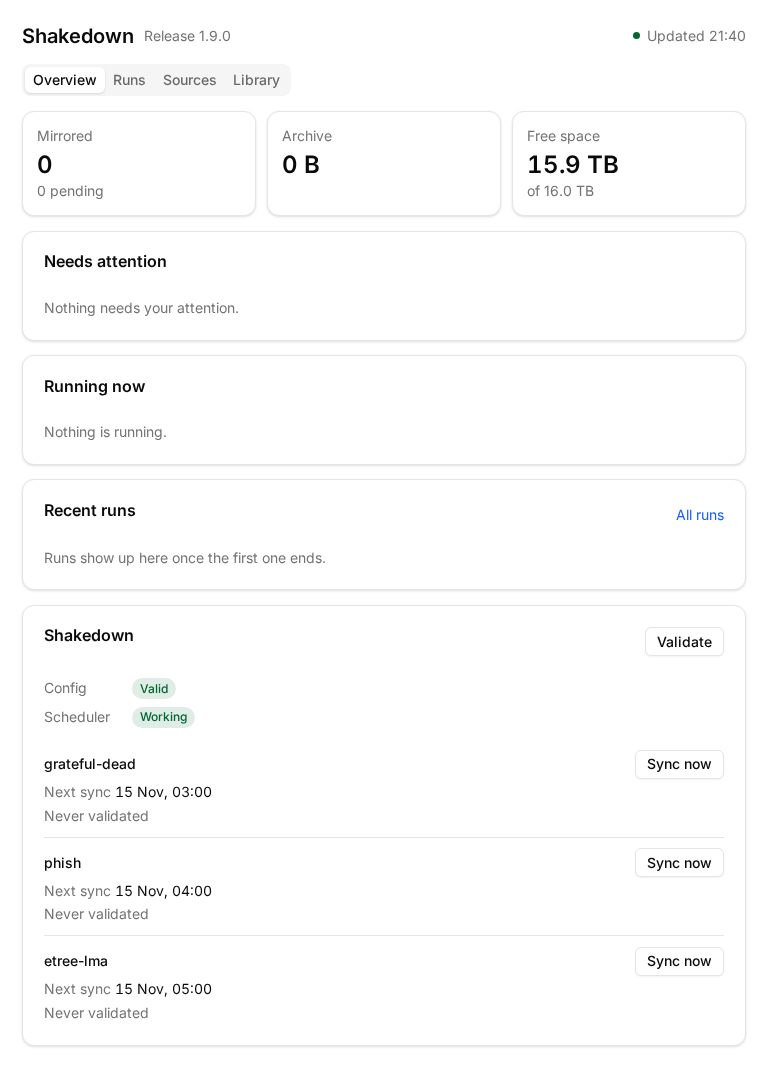 Shakedown Release 1.9.0 Updated 21:40
Overview Runs Sources Library
Mirrored
0
0 pending
Archive
0 B
Free space
15.9 TB
of 16.0 TB
Needs attention
Nothing needs your attention.
Running now
Nothing is running.
Recent runs All runs
Runs show up here once the first one ends.
Shakedown Validate
Config Valid
Scheduler Working
grateful-dead Sync now
Next sync 15 Nov, 03:00
Never validated
phish Sync now
Next sync 15 Nov, 04:00
Never validated
etree-lma Sync now
Next sync 15 Nov, 05:00
Never validated